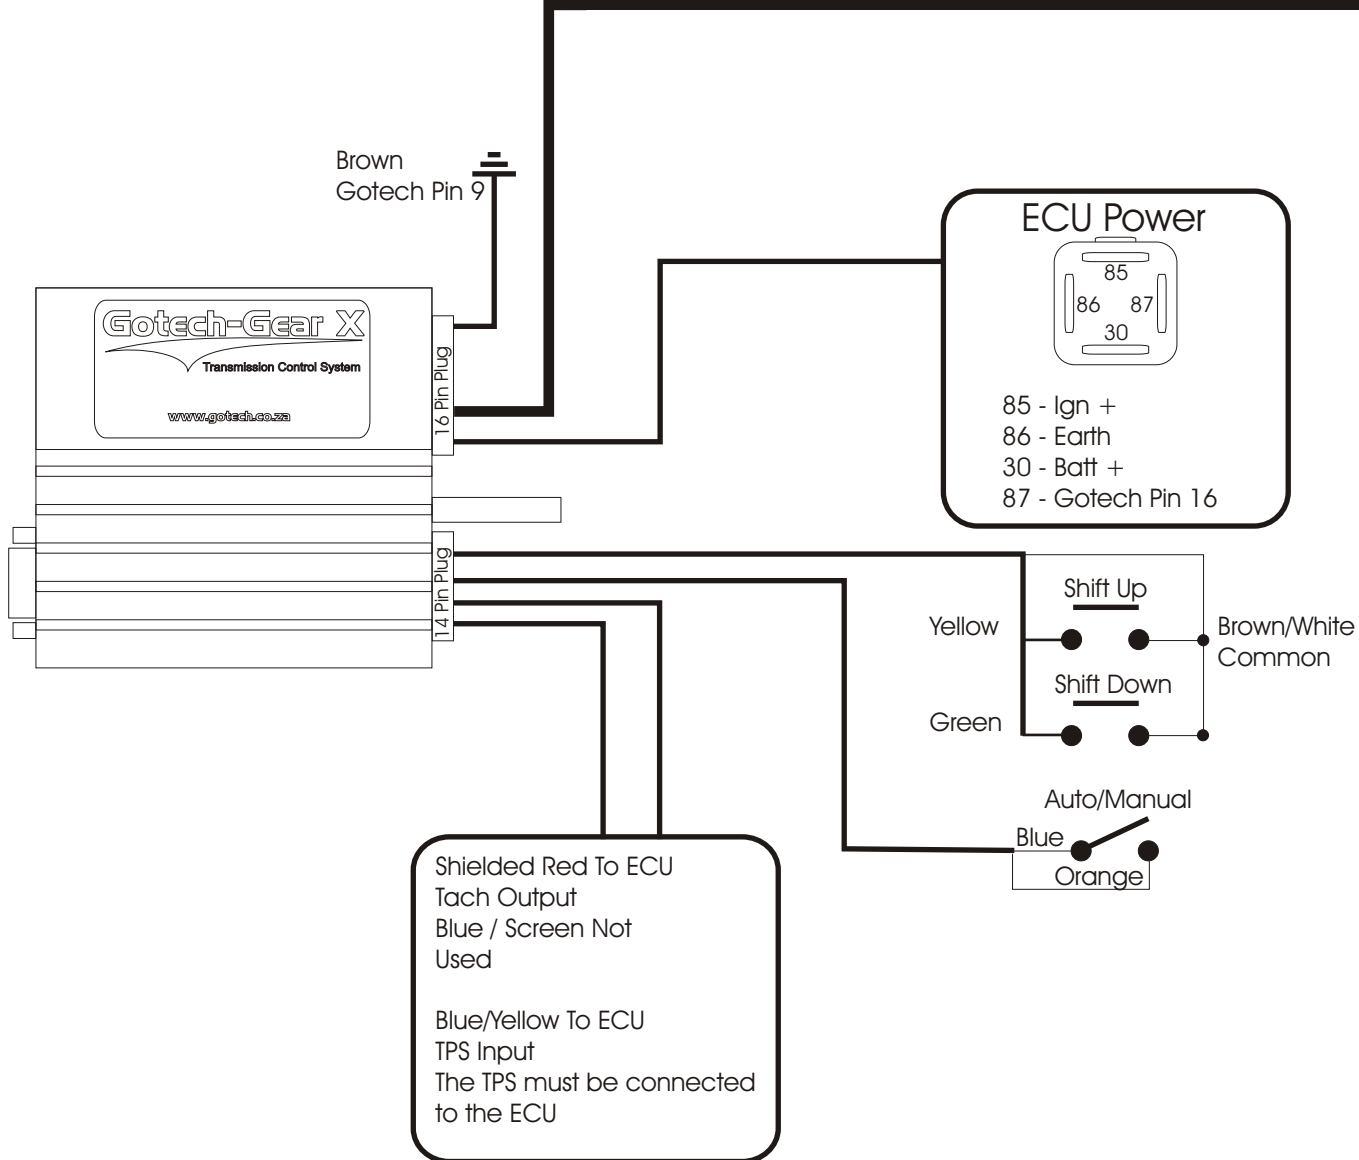 Brown
Gotech Pin 9
ECU Power
85
86 87
30
85 - Ign +
86 - Earth
30 - Batt +
87 - Gotech Pin 16
Gotech-Gear X
Transmission Control System
www.gotech.co.za
16 Pin Plug
14 Pin Plug
Shift Up
Yellow
Brown/White
Common
Shift Down
Green
Auto/Manual
Blue
Orange
Shielded Red To ECU
Tach Output
Blue / Screen Not
Used
Blue/Yellow To ECU
TPS Input
The TPS must be connected
to the ECU